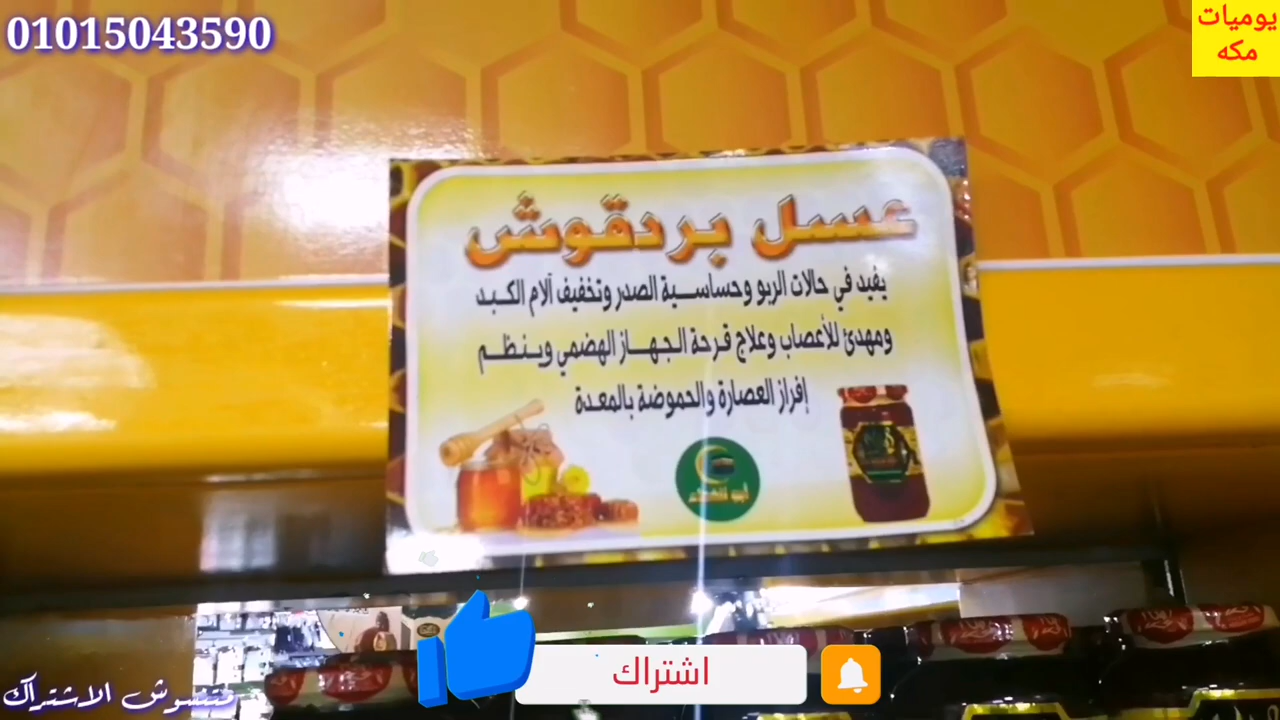 01015043590
يوميات
مكه
عسل بردقوش
يفيد في حالات الربو وحساسية الصدر وتخفيف آلام الكبد
ومهدئ للأعصاب وعلاج قرحة الجهاز الهضمي وينظم
إفراز العصارة والحموضة بالمعدة
اشتراك
متنسوش الاشتراك